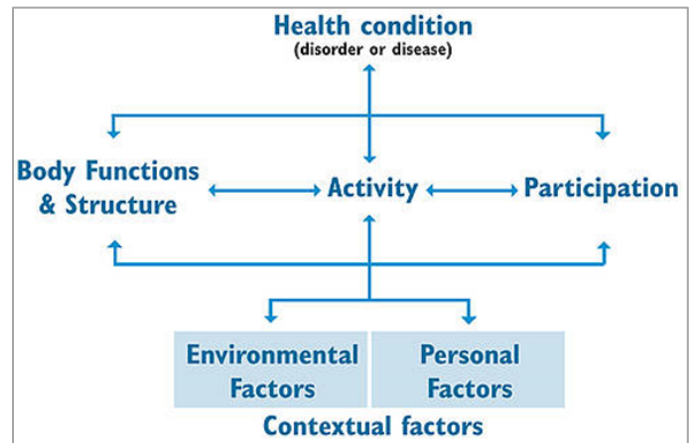 Health condition
(disorder or disease)
Body Functions
& Structure
Activity
Participation
Environmental
Factors
Personal
Factors
Contextual factors